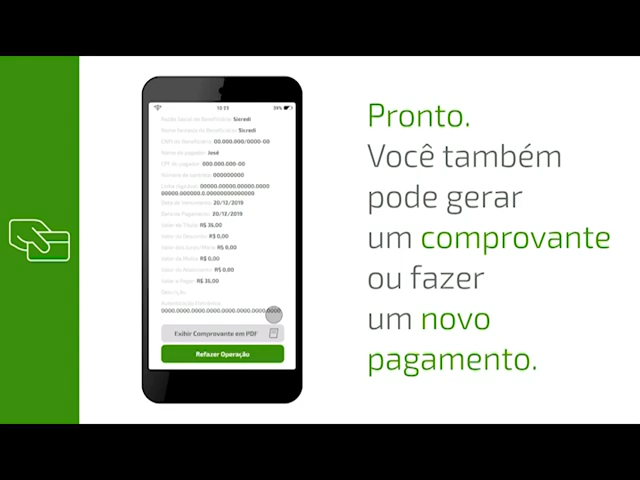 10:25
39%
Razão Social do Beneficiário: Sicredi
Nome Fantasia do Beneficiário: Sicredi
CNPJ do Beneficiário: 00.000.000/0000-00
Nome do pagador: José
CPF do pagador: 000.000.000-00
Número de controle: 000000000
Linha digitável: 00000.00000.00000.0000
00000.000000.0.00000000000000
Data de Vencimento: 20/12/2019
Data de Pagamento: 20/12/2019
Valor do Título: R$ 35,00
Valor do Desconto: R$ 0,00
Valor dos Juros/Mora: R$ 0,00
Valor da Multa: R$ 0,00
Valor do Abatimento: R$ 0,00
Valor a Pagar: R$ 35,00
Descrição:
Autenticação Eletrônica:
0000.0000.0000.0000.0000.0000.0000.0000
Exibir Comprovante em PDF
Refazer Operação
Pronto.
Você também
pode gerar
um comprovante
ou fazer
um novo
pagamento.